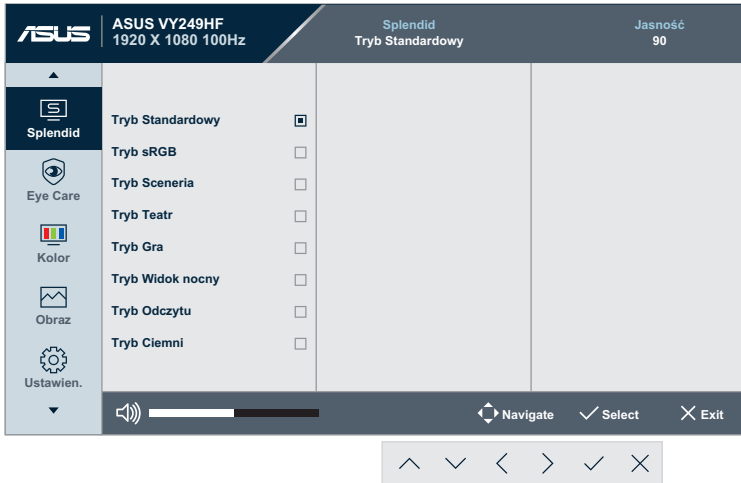 ASUS
ASUS VY249HF
1920 X 1080 100Hz
Splendid
Tryb Standardowy
Jasność
90
Splendid
Eye Care
Kolor
Obraz
Ustawien.
Tryb Standardowy
Tryb sRGB
Tryb Sceneria
Tryb Teatr
Tryb Gra
Tryb Widok nocny
Tryb Odczytu
Tryb Ciemni
Navigate
Select
Exit